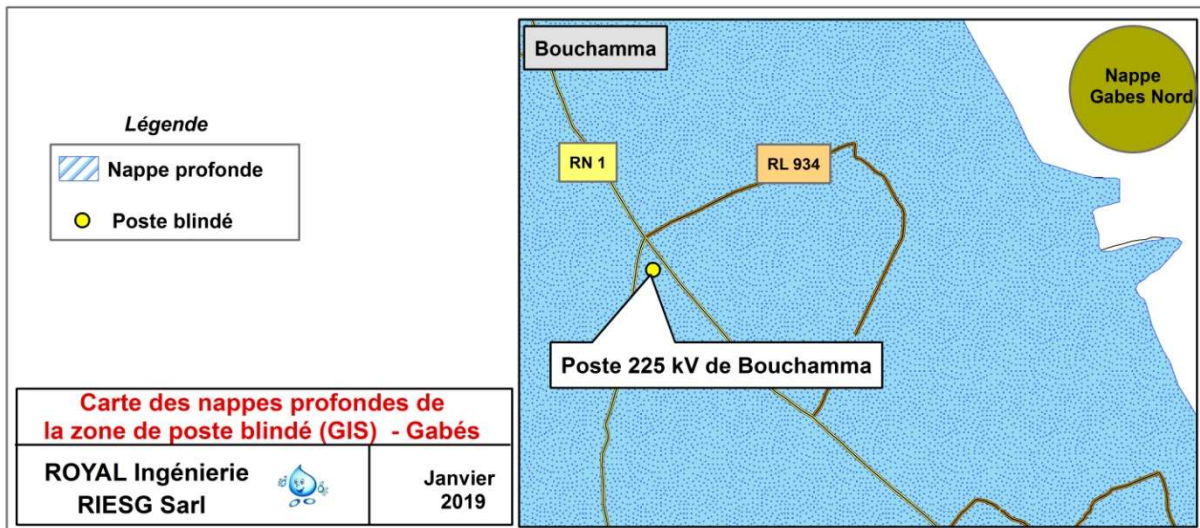 Légende
Nappe profonde
Poste blindé
Carte des nappes profondes de
la zone de poste blindé (GIS) - Gabés
ROYAL Ingénierie
RIESG Sarl
Janvier
2019
Bouchamma
Nappe
Gabes Nord
RN 1
RL 934
Poste 225 kV de Bouchamma